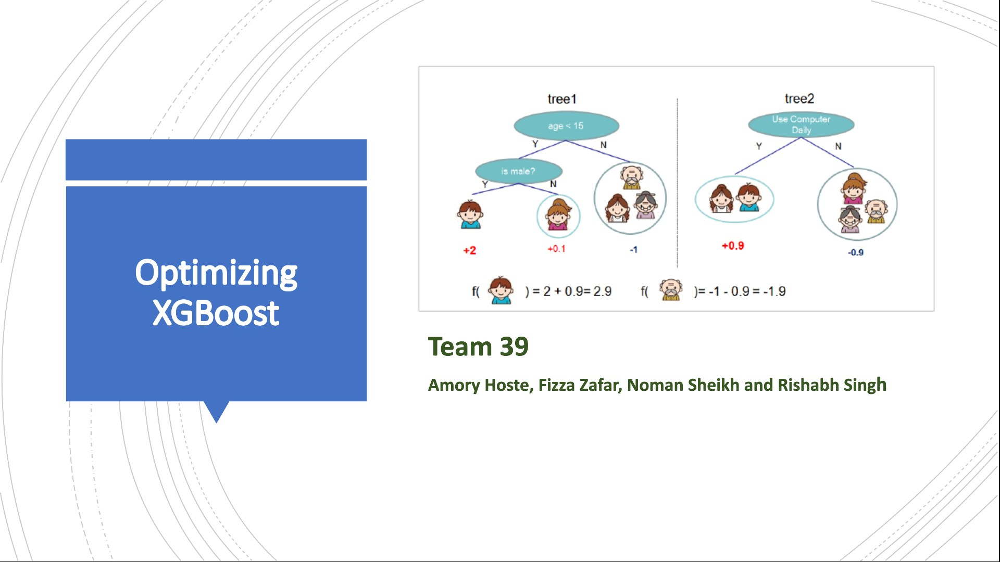 Optimizing
XGBoost
tree1
age < 15
Y
N
is male?
Y
N
+2
+0.1
-1
tree2
Use Computer
Daily
Y
N
+0.9
-0.9
f( ) = 2 + 0.9= 2.9
f( )= -1 - 0.9 = -1.9
Team 39
Amory Hoste, Fizza Zafar, Noman Sheikh and Rishabh Singh